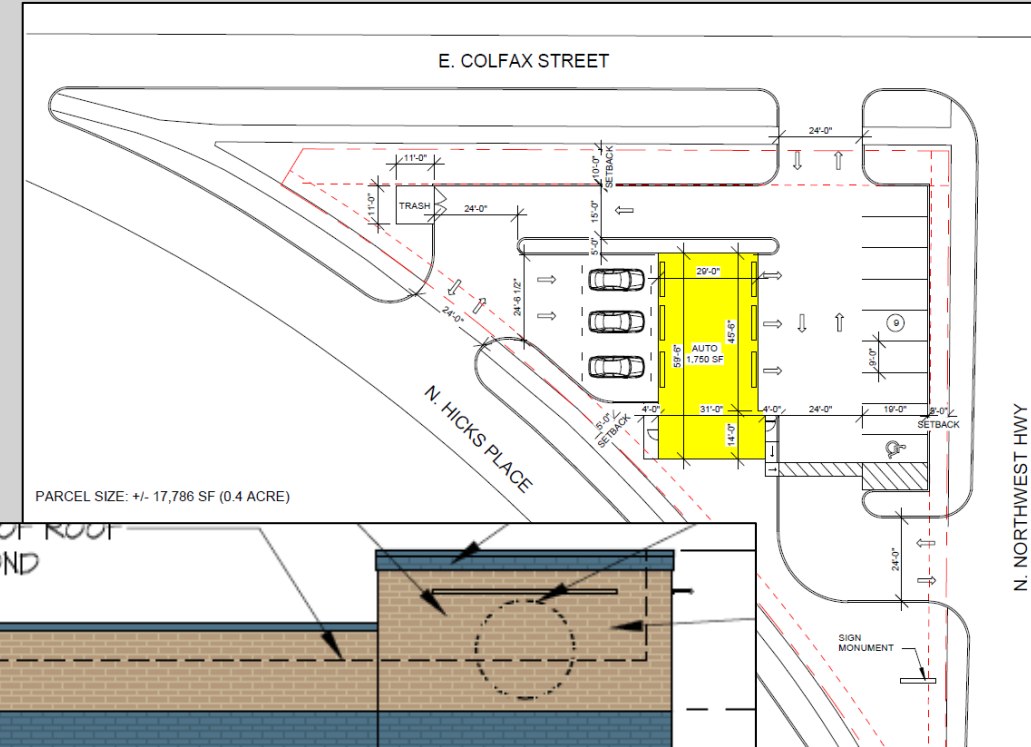 E. COLFAX STREET
24'-0"
11'-0"
10'-0"
SETBACK
11'-0"
TRASH
24'-0"
15'-0"
5'-0"
29'-0"
24'-6 1/2"
24'-0"
59'-6"
45'-6"
AUTO
1,750 SF
9
9'-0"
4'-0"
31'-0"
4'-0"
24'-0"
19'-0"
8'-0"
SETBACK
5'-0"
SETBACK
14'-0"
N. HICKS PLACE
N. NORTHWEST HWY
PARCEL SIZE: +/- 17,786 SF (0.4 ACRE)
24'-0"
SIGN
MONUMENT
OF ROOF